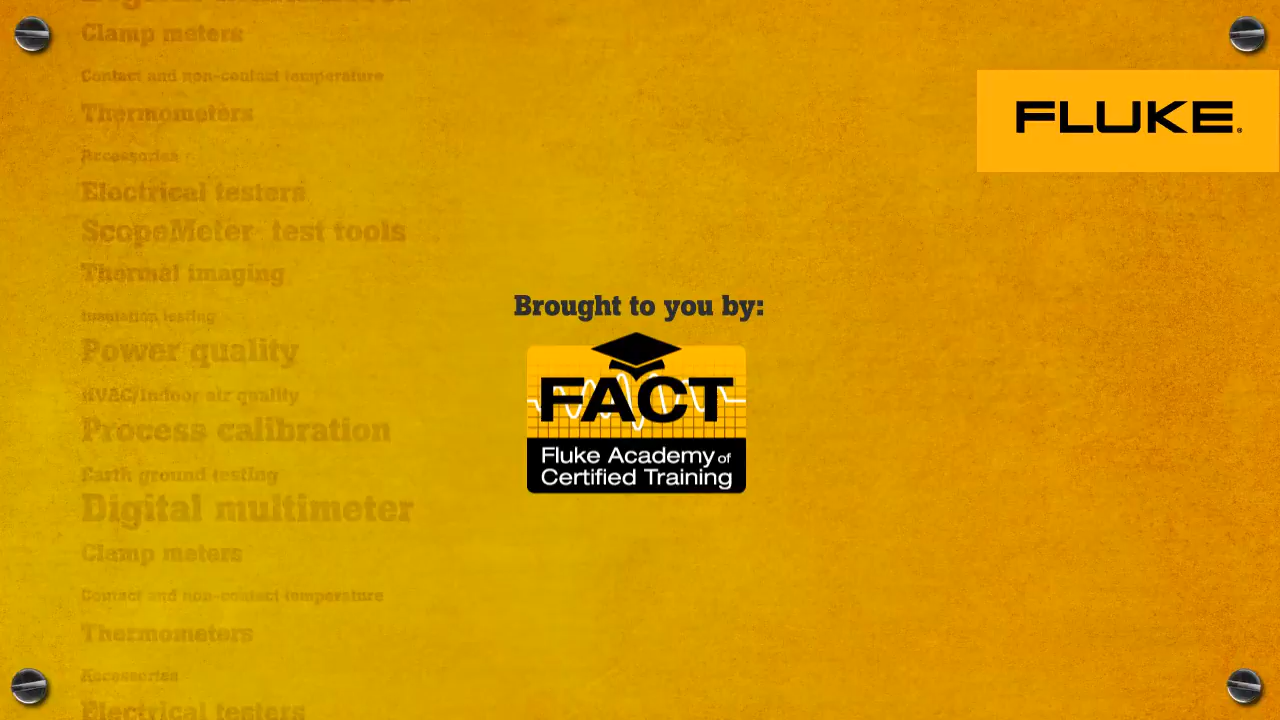 Digital multimeter
Clamp meters
Contact and non-contact temperature
Thermometers
Accessories
Electrical testers
ScopeMeter test tools
Thermal imaging
Insulation testing
Power quality
HVAC/Indoor air quality
Process calibration
Earth ground testing
Digital multimeter
Clamp meters
Contact and non-contact temperature
Thermometers
Accessories
Electrical testers
FLUKE®
Brought to you by:
FACT
Fluke Academy of
Certified Training